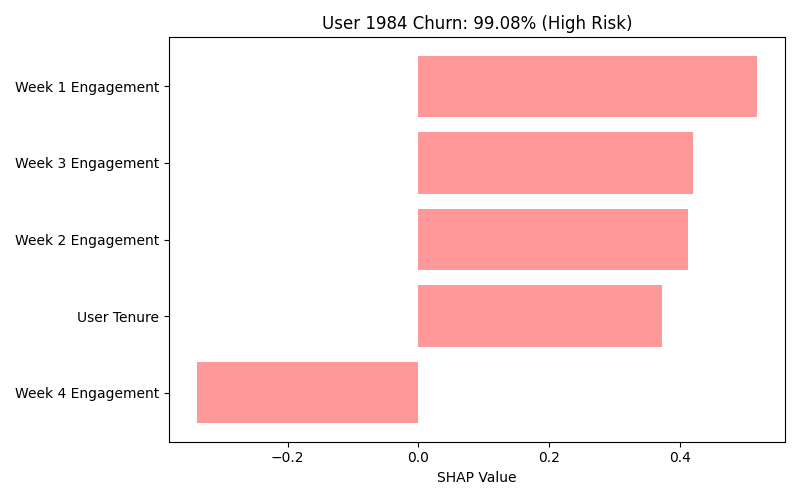 User 1984 Churn: 99.08% (High Risk)
Week 1 Engagement
Week 3 Engagement
Week 2 Engagement
User Tenure
Week 4 Engagement
−0.2 0.0 0.2 0.4
SHAP Value